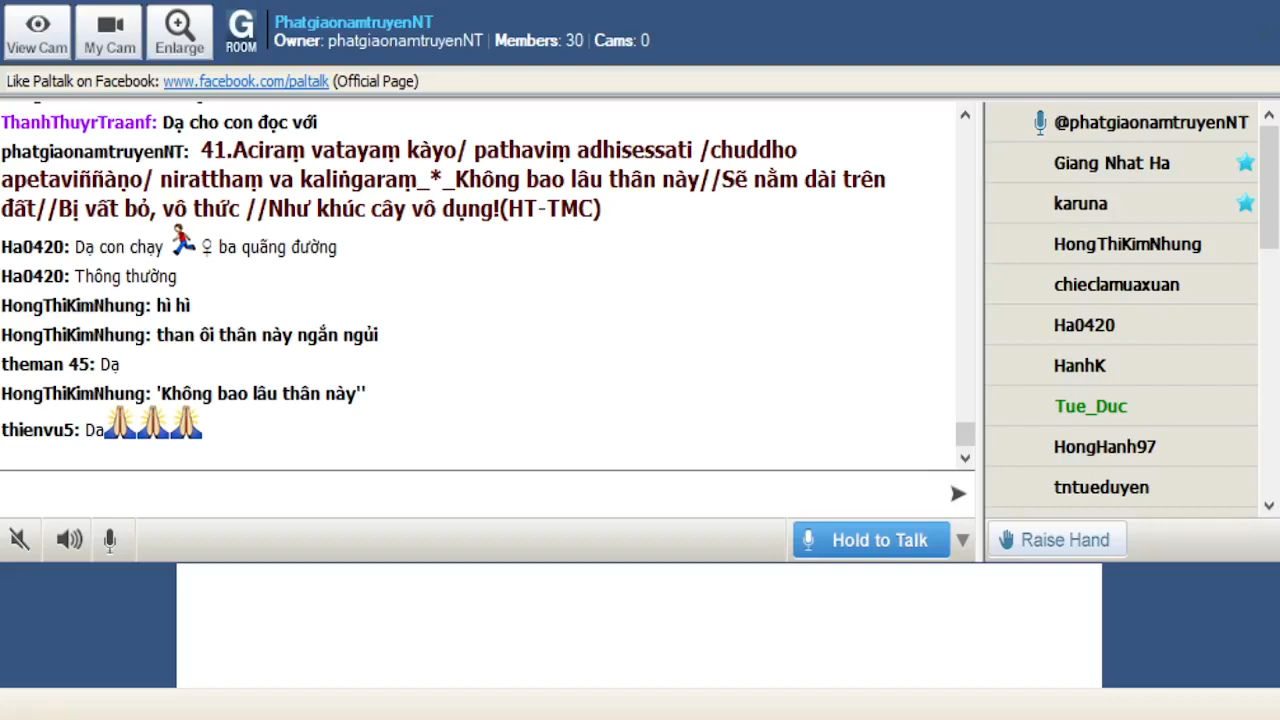 View Cam
My Cam
Enlarge
G
ROOM
PhatgiaonamtruyenNT
Owner: phatgiaonamtruyenNT | Members: 30 | Cams: 0
Like Paltalk on Facebook: www.facebook.com/paltalk (Official Page)
ThanhThuyrTraanf: Dạ cho con đọc với
phatgiaonamtruyenNT: 41.Aciraṃ vatayaṃ kàyo/ pathaviṃ adhisessati /chuddho
apetaviññàṇo/ niratthaṃ va kaliṅgaraṃ_*_Không bao lâu thân này//Sẽ nằm dài trên
đất//Bị vất bỏ, vô thức //Như khúc cây vô dụng!(HT-TMC)
Ha0420: Dạ con chạy ♀ ba quãng đường
Ha0420: Thông thường
HongThiKimNhung: hì hì
HongThiKimNhung: than ôi thân này ngắn ngủi
theman 45: Dạ
HongThiKimNhung: 'Không bao lâu thân này''
thienvu5: Dạ
Hold to Talk
@phatgiaonamtruyenNT
Giang Nhat Ha
karuna
HongThiKimNhung
chieclamuaxuan
Ha0420
HanhK
Tue_Duc
HongHanh97
tntueduyen
Raise Hand